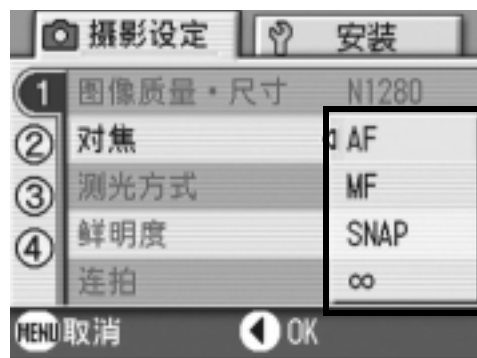 摄影设定 安装
1 图像质量・尺寸 N1280
2 对焦 AF
3 测光方式 MF
4 鲜明度 SNAP
连拍 ∞
MENU 取消 OK